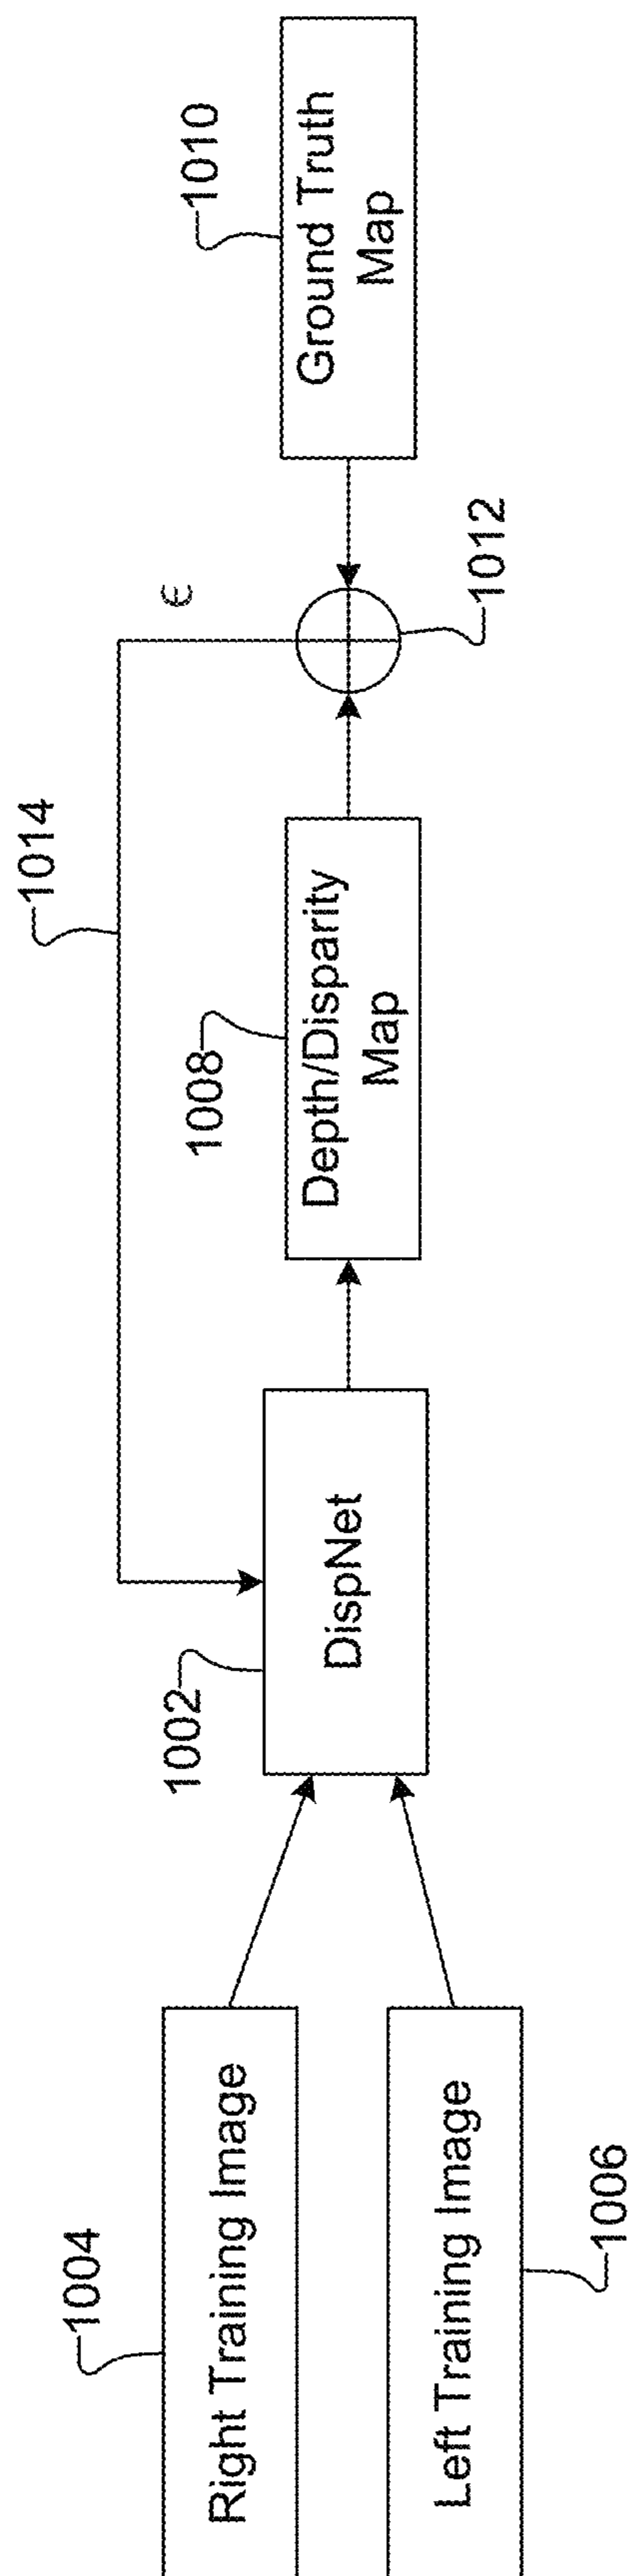 1004
Right Training Image
Left Training Image
1006
1002
DispNet
1014
1008
Depth/Disparity
Map
ϵ
1012
1010
Ground Truth
Map